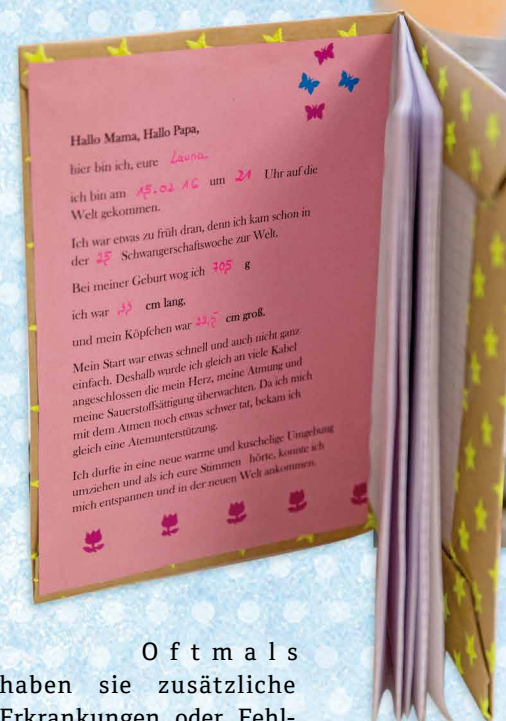 Hallo Mama, Hallo Papa,
hier bin ich, eure Launa
ich bin am 15.02.16 um 21 Uhr auf die
Welt gekommen.
Ich war etwas zu früh dran, denn ich kam schon in
der 25 Schwangerschaftswoche zur Welt.
Bei meiner Geburt wog ich 705 g
ich war 33 cm lang,
und mein Köpfchen war 22,5 cm groß.
Mein Start war etwas schnell und auch nicht ganz
einfach. Deshalb wurde ich gleich an viele Kabel
angeschlossen die mein Herz, meine Atmung und
meine Sauerstoffsättigung überwachten. Da ich mich
mit dem Atmen noch etwas schwer tat, bekam ich
gleich eine Atemunterstützung.
Ich durfte in eine neue warme und kuschelige Umgebung
umziehen und als ich eure Stimmen hörte, konnte ich
mich entspannen und in der neuen Welt ankommen.
Oftmals
haben sie zusätzliche
Erkrankungen oder Fehl-